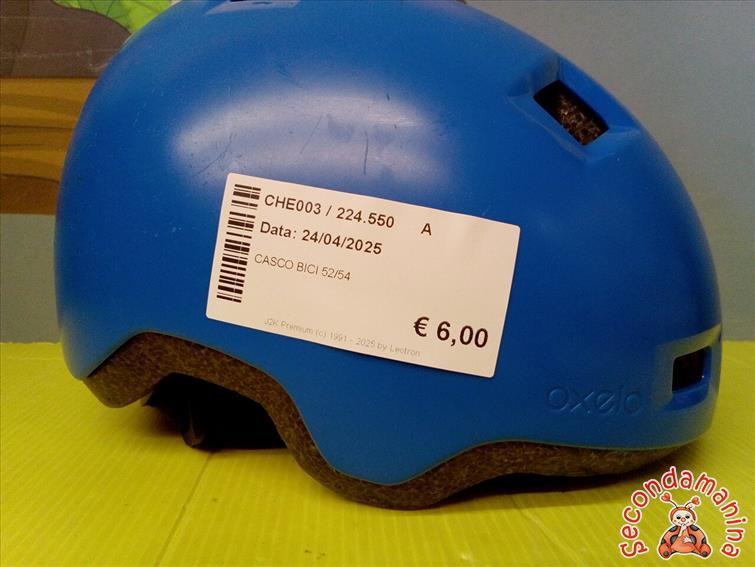 CHE003 / 224.550 A
Data: 24/04/2025
CASCO BICI 52/54
€ 6,00
J2K Premium (c) 1991 - 2025 by Leotron
oxelo
secondamanina